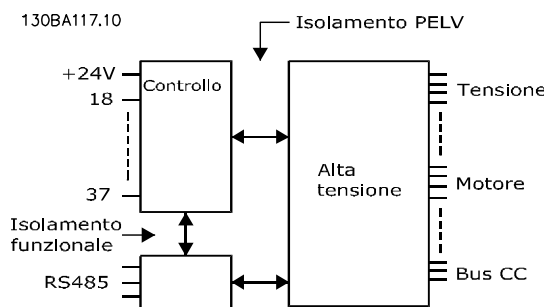 130BA117.10
Isolamento PELV
+24V
Controllo
Tensione
18
Alta
tensione
Motore
37
Isolamento
funzionale
RS485
Bus CC